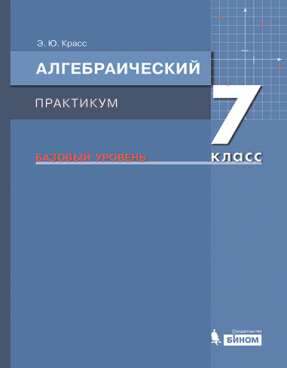 Э. Ю. Красс
АЛГЕБРАИЧЕСКИЙ
ПРАКТИКУМ
7
БАЗОВЫЙ УРОВЕНЬ
класс
Издательство
БИНОМ